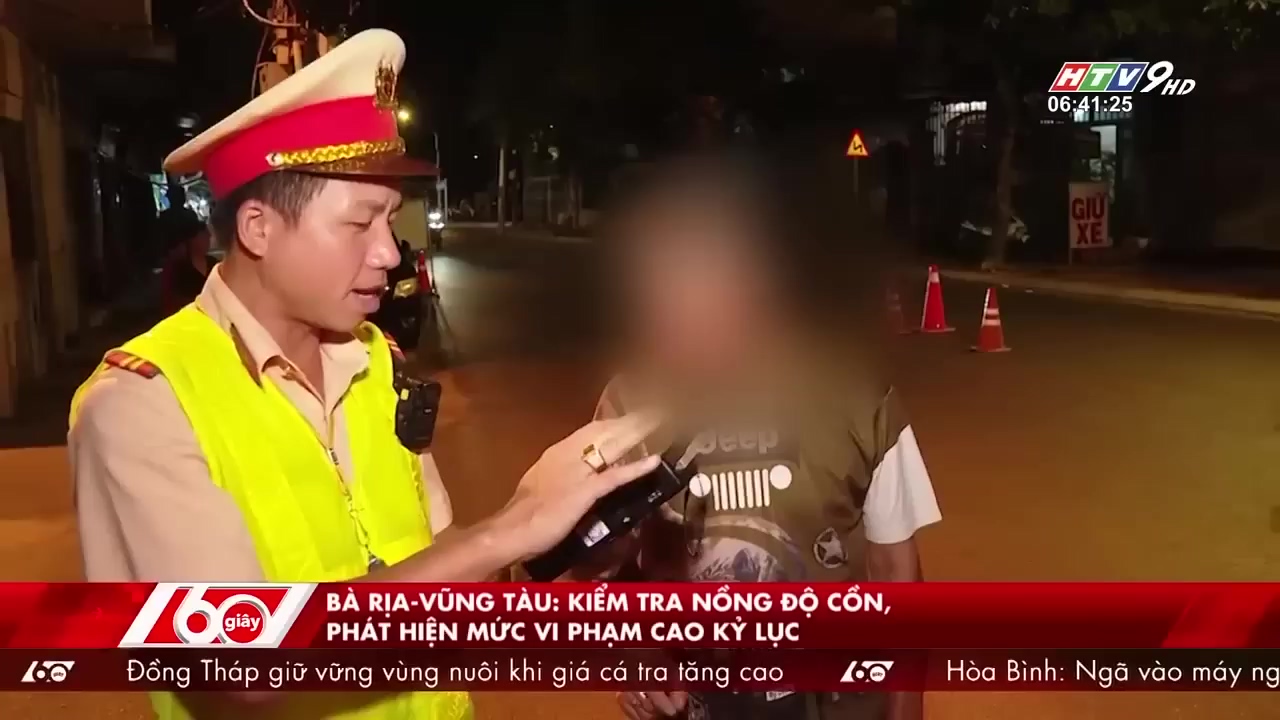 HTV9 HD
06:41:25
GIỮ
XE
Jeep
60 giây
BÀ RỊA-VŨNG TÀU: KIỂM TRA NỒNG ĐỘ CỒN,
PHÁT HIỆN MỨC VI PHẠM CAO KỶ LỤC
60 giây Đồng Tháp giữ vững vùng nuôi khi giá cá tra tăng cao 60 giây Hòa Bình: Ngã vào máy ng